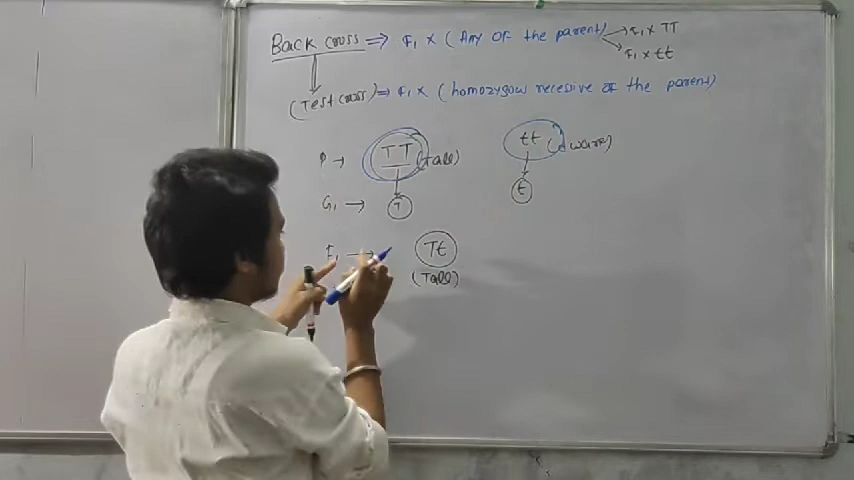 Back cross ⇒ F₁ × (Any of the parent) → F₁ × TT
→ F₁ × tt
(Test cross) ⇒ F₁ × (homozygous recessive of the parent)
P → TT (tall) tt (dware)
G₁ → T t
F₁ → Tt
(Tall)